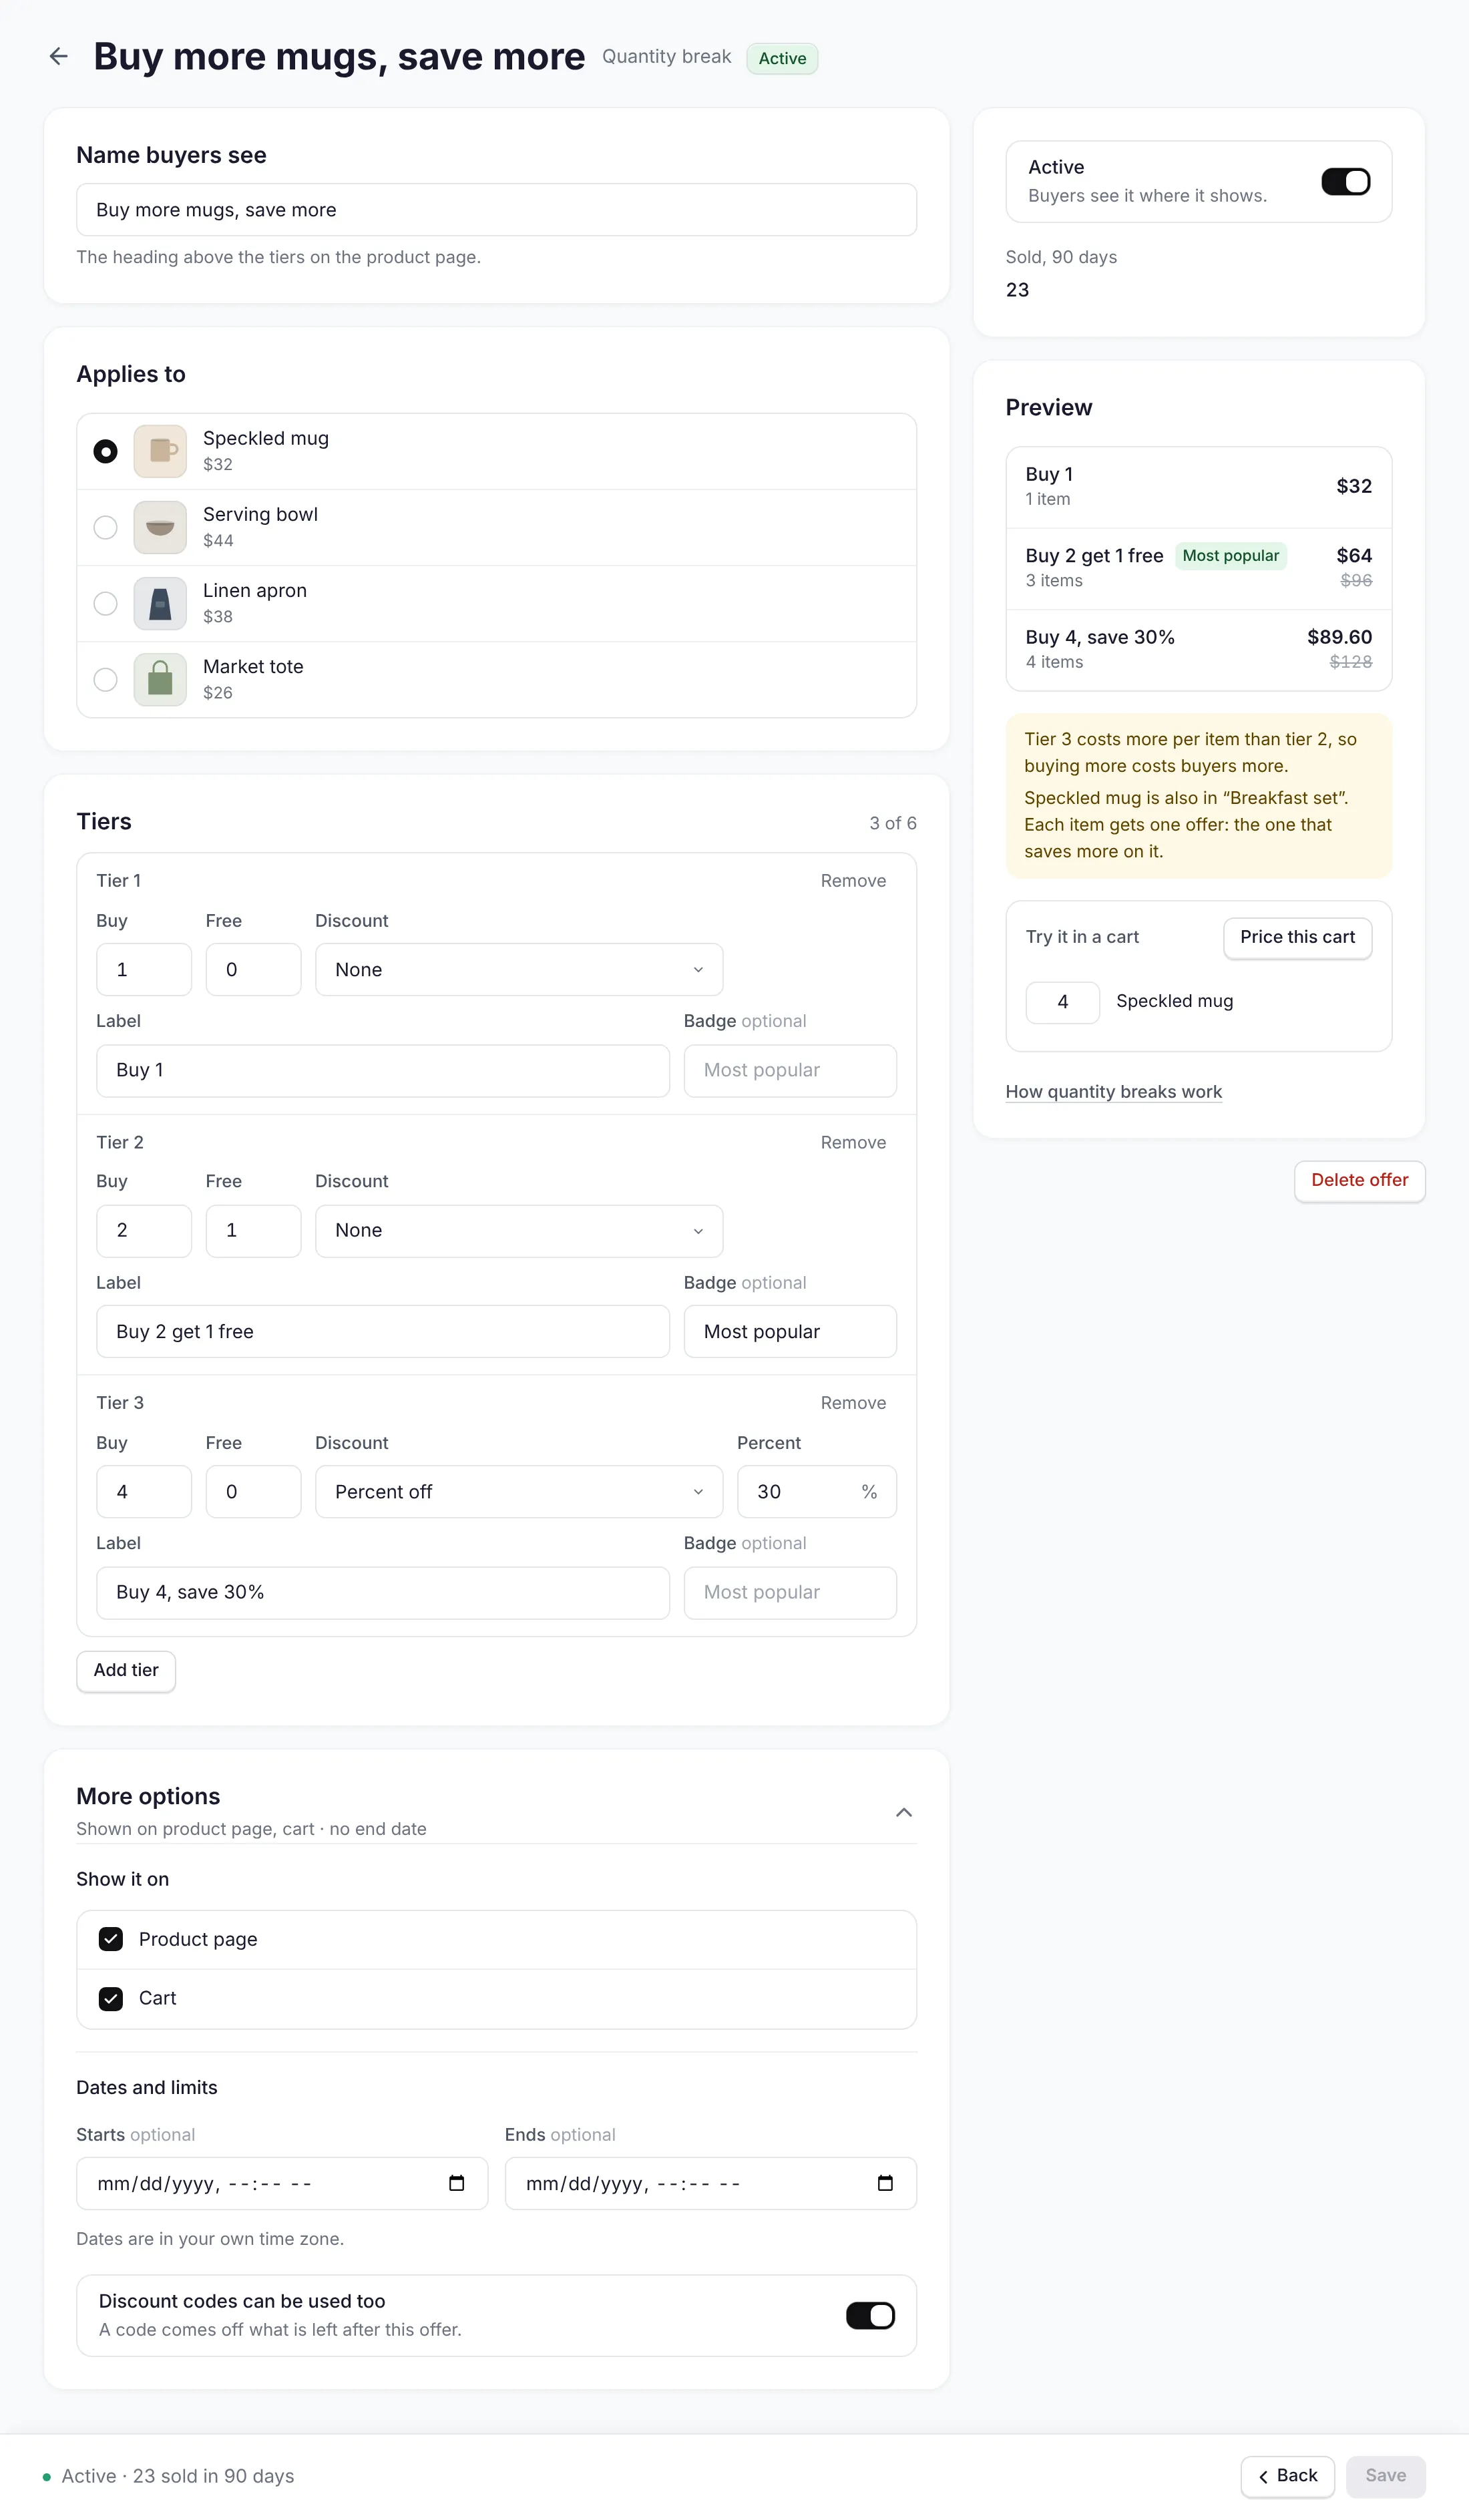 Buy more mugs, save more Quantity break Active
Name buyers see
Buy more mugs, save more
The heading above the tiers on the product page.
Applies to
Speckled mug
$32
Serving bowl
$44
Linen apron
$38
Market tote
$26
Tiers 3 of 6
Tier 1 Remove
Buy Free Discount
1 0 None
Label Badge optional
Buy 1 Most popular
Tier 2 Remove
Buy Free Discount
2 1 None
Label Badge optional
Buy 2 get 1 free Most popular
Tier 3 Remove
Buy Free Discount Percent
4 0 Percent off 30 %
Label Badge optional
Buy 4, save 30% Most popular
Add tier
More options
Shown on product page, cart · no end date
Show it on
Product page
Cart
Dates and limits
Starts optional Ends optional
mm/dd/yyyy, --:-- -- mm/dd/yyyy, --:-- --
Dates are in your own time zone.
Discount codes can be used too
A code comes off what is left after this offer.
Active
Buyers see it where it shows.
Sold, 90 days
23
Preview
Buy 1 $32
1 item
Buy 2 get 1 free Most popular $64
3 items $96
Buy 4, save 30% $89.60
4 items $128
Tier 3 costs more per item than tier 2, so
buying more costs buyers more.
Speckled mug is also in “Breakfast set”.
Each item gets one offer: the one that
saves more on it.
Try it in a cart Price this cart
4 Speckled mug
How quantity breaks work
Delete offer
Active · 23 sold in 90 days Back Save